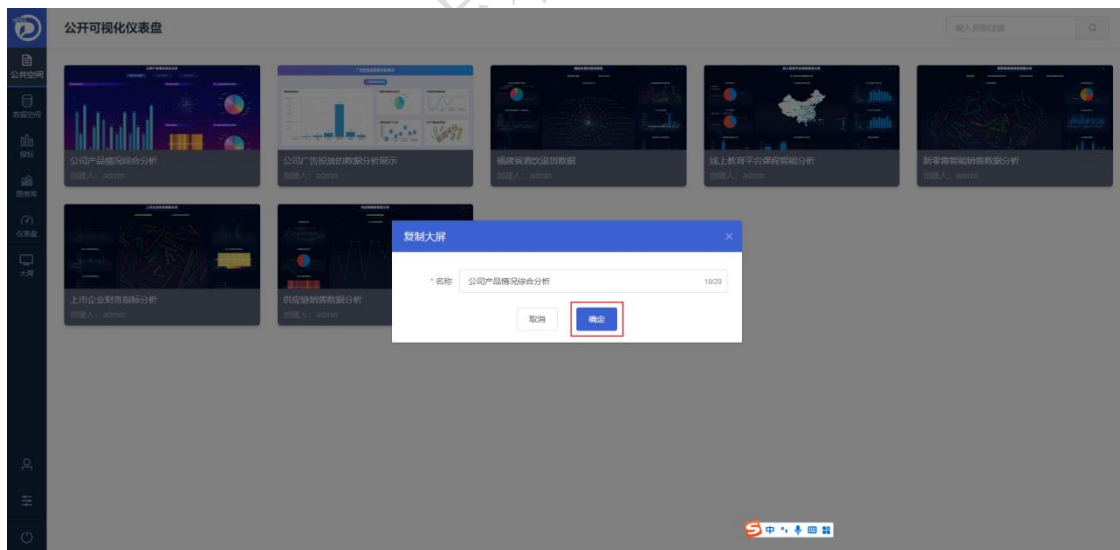 公开可视化仪表盘
输入名称过滤
公共空间
数据空间
指标
图表库
仪表盘
大屏
公司产品情况综合分析
创建人：admin
公司广告投放的数据分析展示
创建人：admin
福建省酒饮退货数据
创建人：admin
线上教育平台课程智能分析
创建人：admin
新零售智能销售数据分析
创建人：admin
上市企业财务指标分析
创建人：admin
供应链销售数据分析
创建人：admin
复制大屏
* 名称
公司产品情况综合分析
10/20
取消
确定
中